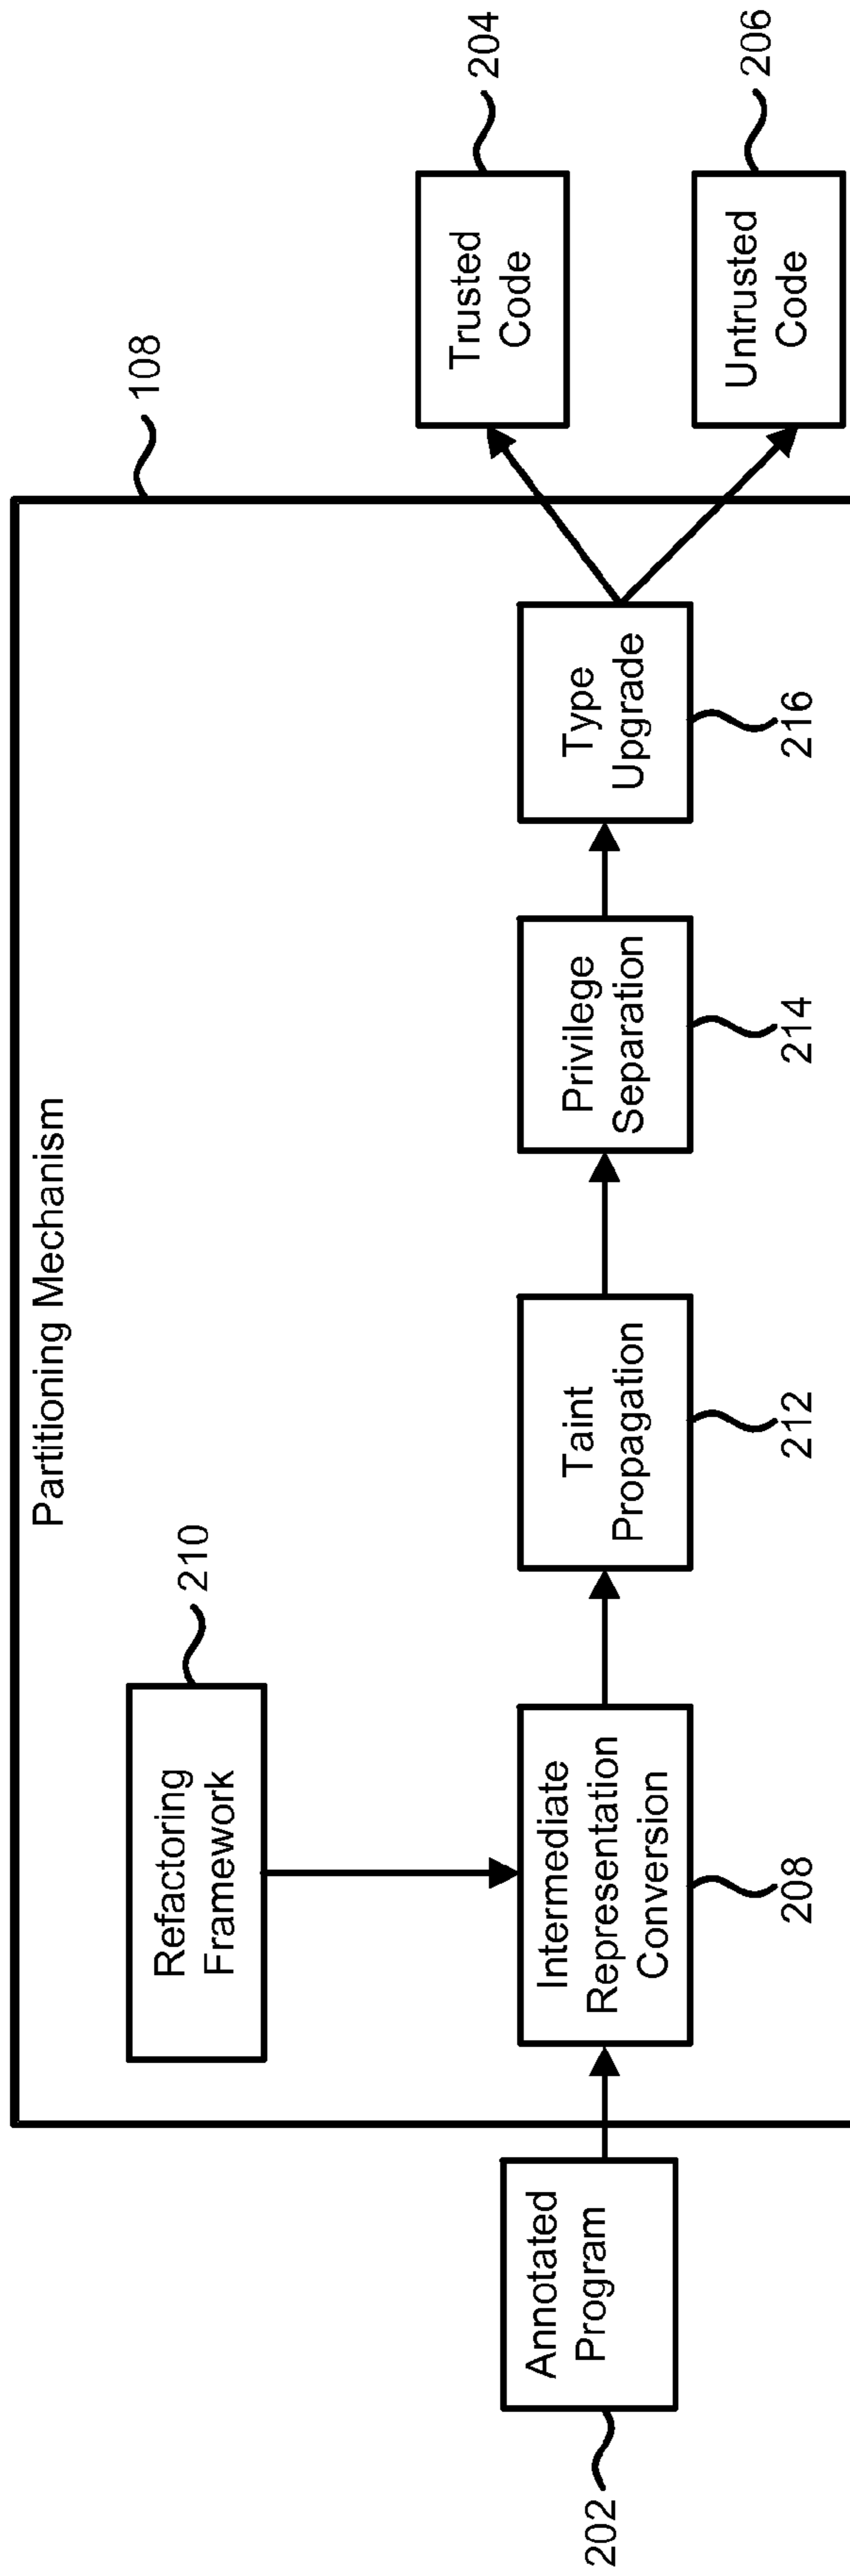 Partitioning Mechanism
108
Refactoring
Framework
210
Annotated
Program
202
Intermediate
Representation
Conversion
208
Taint
Propagation
212
Privilege
Separation
214
Type
Upgrade
216
Trusted
Code
204
Untrusted
Code
206